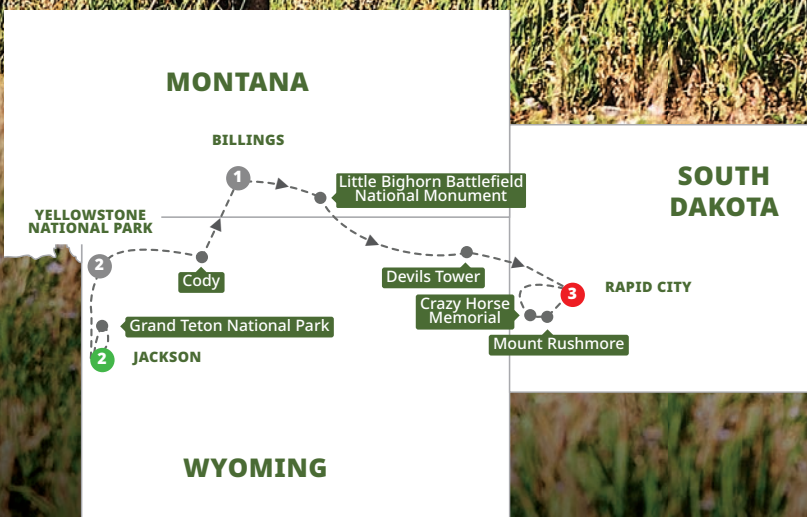 MONTANA
BILLINGS
1
Little Bighorn Battlefield
National Monument
SOUTH
DAKOTA
YELLOWSTONE
NATIONAL PARK
2
Cody
Devils Tower
3
RAPID CITY
Crazy Horse
Memorial
Mount Rushmore
Grand Teton National Park
2
JACKSON
WYOMING